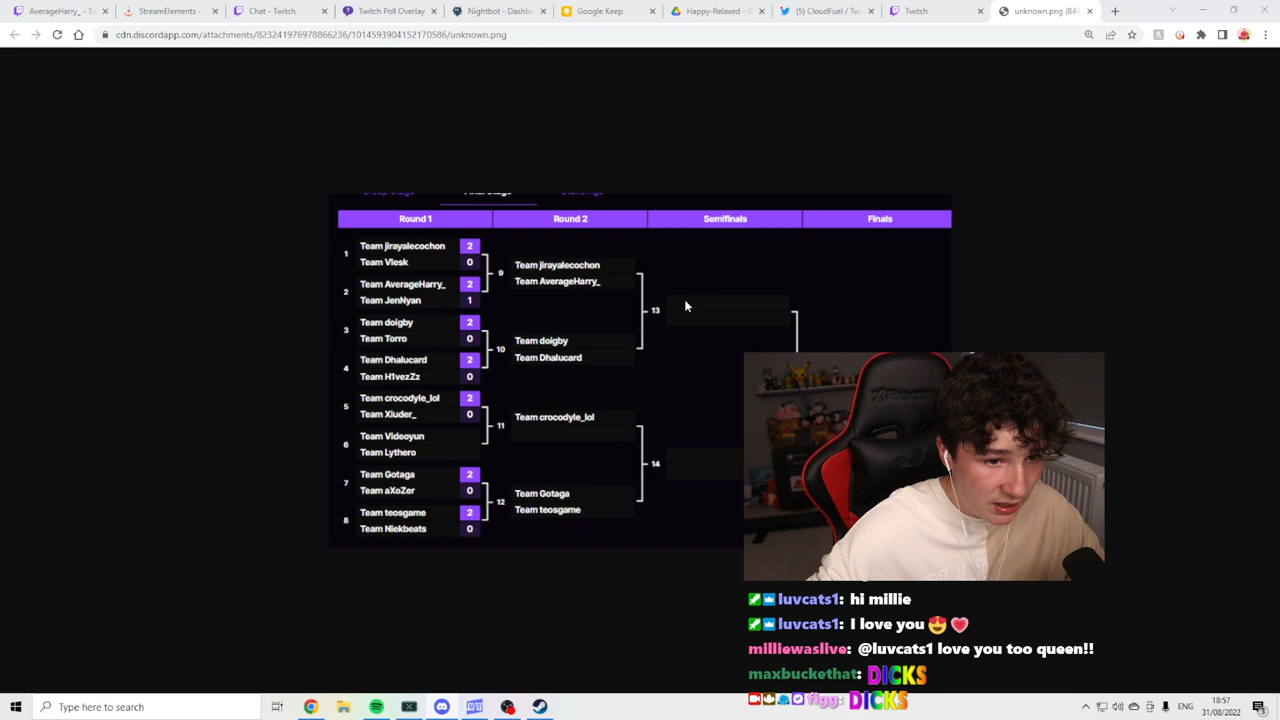 AverageHarry_ - T
StreamElements -
Chat - Twitch
Twitch Poll Overlay
Nightbot - Dashbo
Google Keep
Happy-Relaxed - G
(5) CloudFuel / Tw
Twitch
unknown.png (849
cdn.discordapp.com/attachments/823241976978866236/1014593904152170586/unknown.png
Round 1
Round 2
Semifinals
Finals
1
Team jirayalecochon 2
Team Vlesk 0
2
Team AverageHarry_ 2
Team JenNyan 1
3
Team doigby 2
Team Torro 0
4
Team Dhalucard 2
Team H1vezZz 0
5
Team crocodyle_lol 2
Team Xiuder_ 0
6
Team Videoyun
Team Lythero
7
Team Gotaga 2
Team aXoZer 0
8
Team teosgame 2
Team Niekbeats 0
9
Team jirayalecochon
Team AverageHarry_
10
Team doigby
Team Dhalucard
11
Team crocodyle_lol
12
Team Gotaga
Team teosgame
13
14
luvcats1: hi millie
luvcats1: I love you
milliewaslive: @luvcats1 love you too queen!!
maxbuckethat: DICKS
figg: DICKS
Type here to search
ENG
18:57
31/08/2022